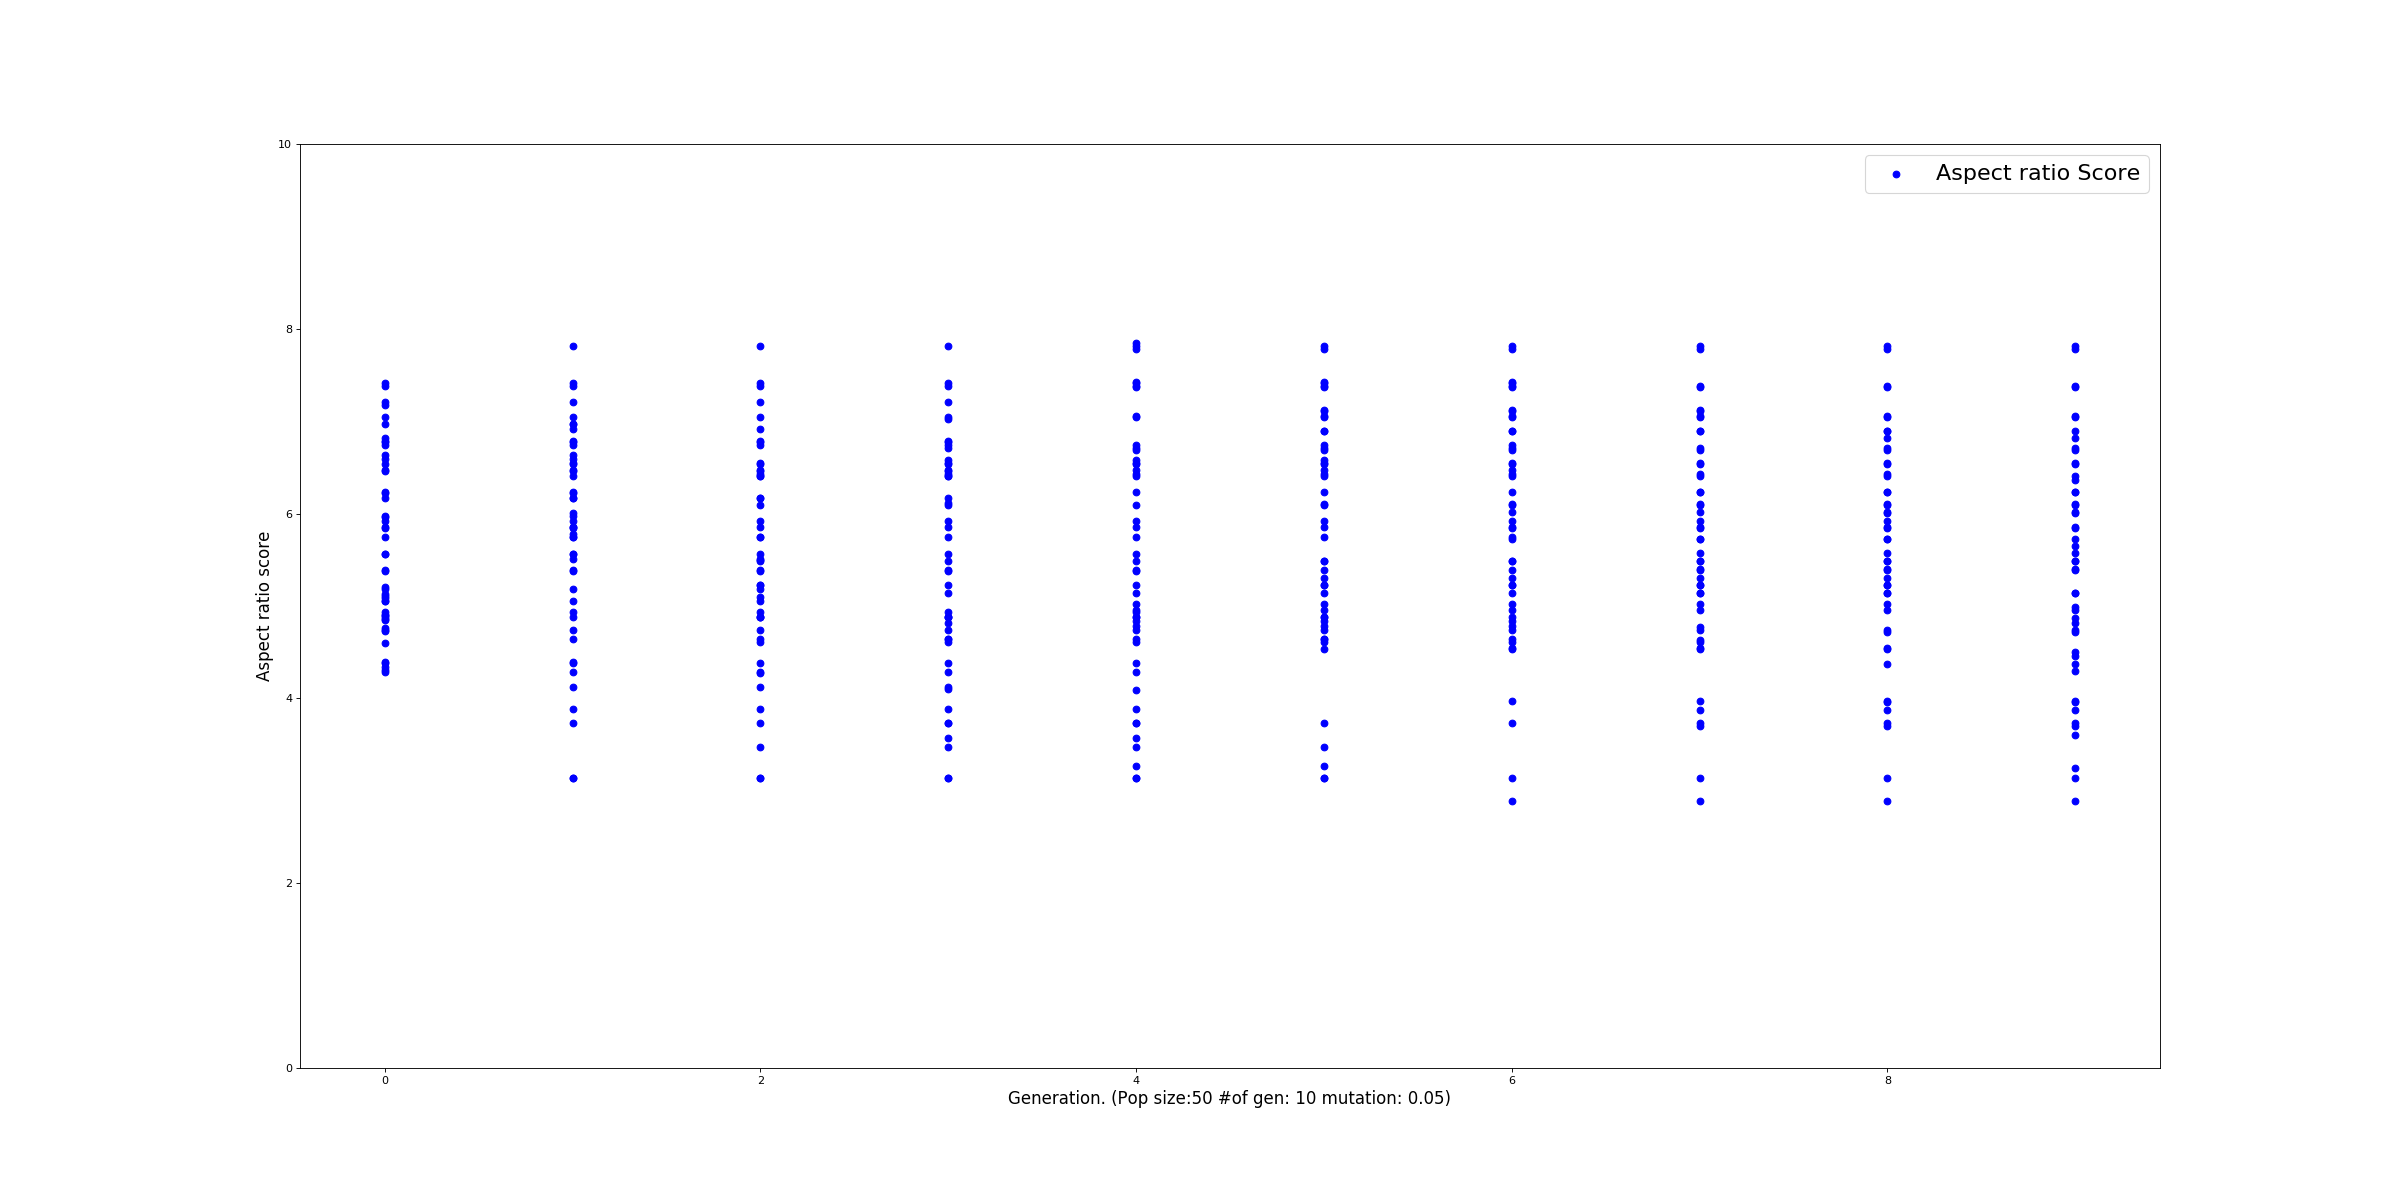 Aspect ratio Score
10
8
6
4
2
0
Aspect ratio score
0 2 4 6 8
Generation. (Pop size:50 #of gen: 10 mutation: 0.05)